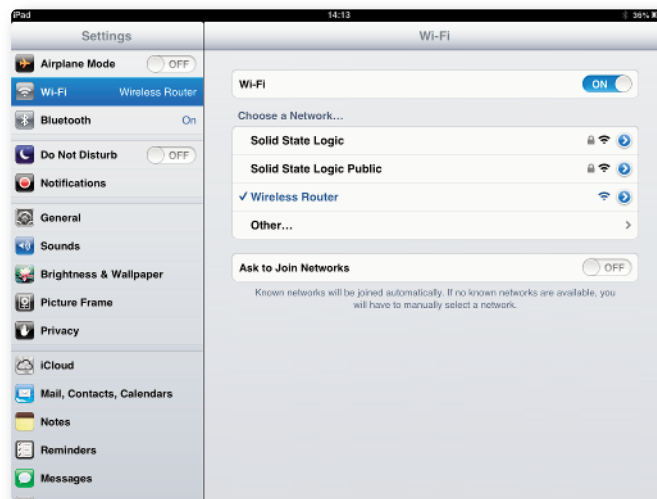 iPad 14:13 36%
Settings
Airplane Mode OFF
Wi-Fi Wireless Router
Bluetooth On
Do Not Disturb OFF
Notifications
General
Sounds
Brightness & Wallpaper
Picture Frame
Privacy
iCloud
Mail, Contacts, Calendars
Notes
Reminders
Messages
Wi-Fi
Wi-Fi ON
Choose a Network...
Solid State Logic
Solid State Logic Public
✓ Wireless Router
Other...
Ask to Join Networks OFF
Known networks will be joined automatically. If no known networks are available, you
will have to manually select a network.